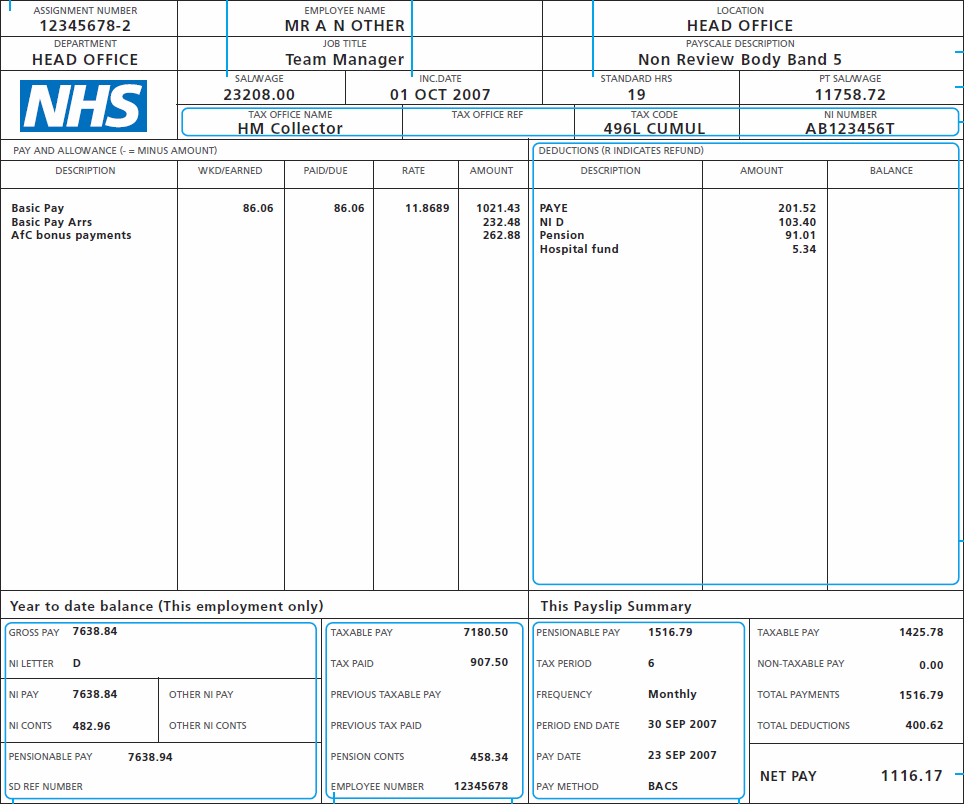 ASSIGNMENT NUMBER EMPLOYEE NAME LOCATION
12345678-2 MR A N OTHER HEAD OFFICE
DEPARTMENT JOB TITLE PAYSCALE DESCRIPTION
HEAD OFFICE Team Manager Non Review Body Band 5
SAL/WAGE INC.DATE STANDARD HRS PT SAL/WAGE
23208.00 01 OCT 2007 19 11758.72
NHS
TAX OFFICE NAME TAX OFFICE REF TAX CODE NI NUMBER
HM Collector 496L CUMUL AB123456T
PAY AND ALLOWANCE (- = MINUS AMOUNT) DEDUCTIONS (R INDICATES REFUND)
DESCRIPTION WKD/EARNED PAID/DUE RATE AMOUNT DESCRIPTION AMOUNT BALANCE
Basic Pay 86.06 86.06 11.8689 1021.43 PAYE 201.52
Basic Pay Arrs 232.48 NI D 103.40
AfC bonus payments 262.88 Pension 91.01
Hospital fund 5.34
Year to date balance (This employment only) This Payslip Summary
GROSS PAY 7638.84 TAXABLE PAY 7180.50 PENSIONABLE PAY 1516.79 TAXABLE PAY 1425.78
NI LETTER D TAX PAID 907.50 TAX PERIOD 6 NON-TAXABLE PAY 0.00
NI PAY 7638.84 OTHER NI PAY PREVIOUS TAXABLE PAY FREQUENCY Monthly TOTAL PAYMENTS 1516.79
NI CONTS 482.96 OTHER NI CONTS PREVIOUS TAX PAID PERIOD END DATE 30 SEP 2007 TOTAL DEDUCTIONS 400.62
PENSIONABLE PAY 7638.94 PENSION CONTS 458.34 PAY DATE 23 SEP 2007
NET PAY 1116.17
SD REF NUMBER EMPLOYEE NUMBER 12345678 PAY METHOD BACS